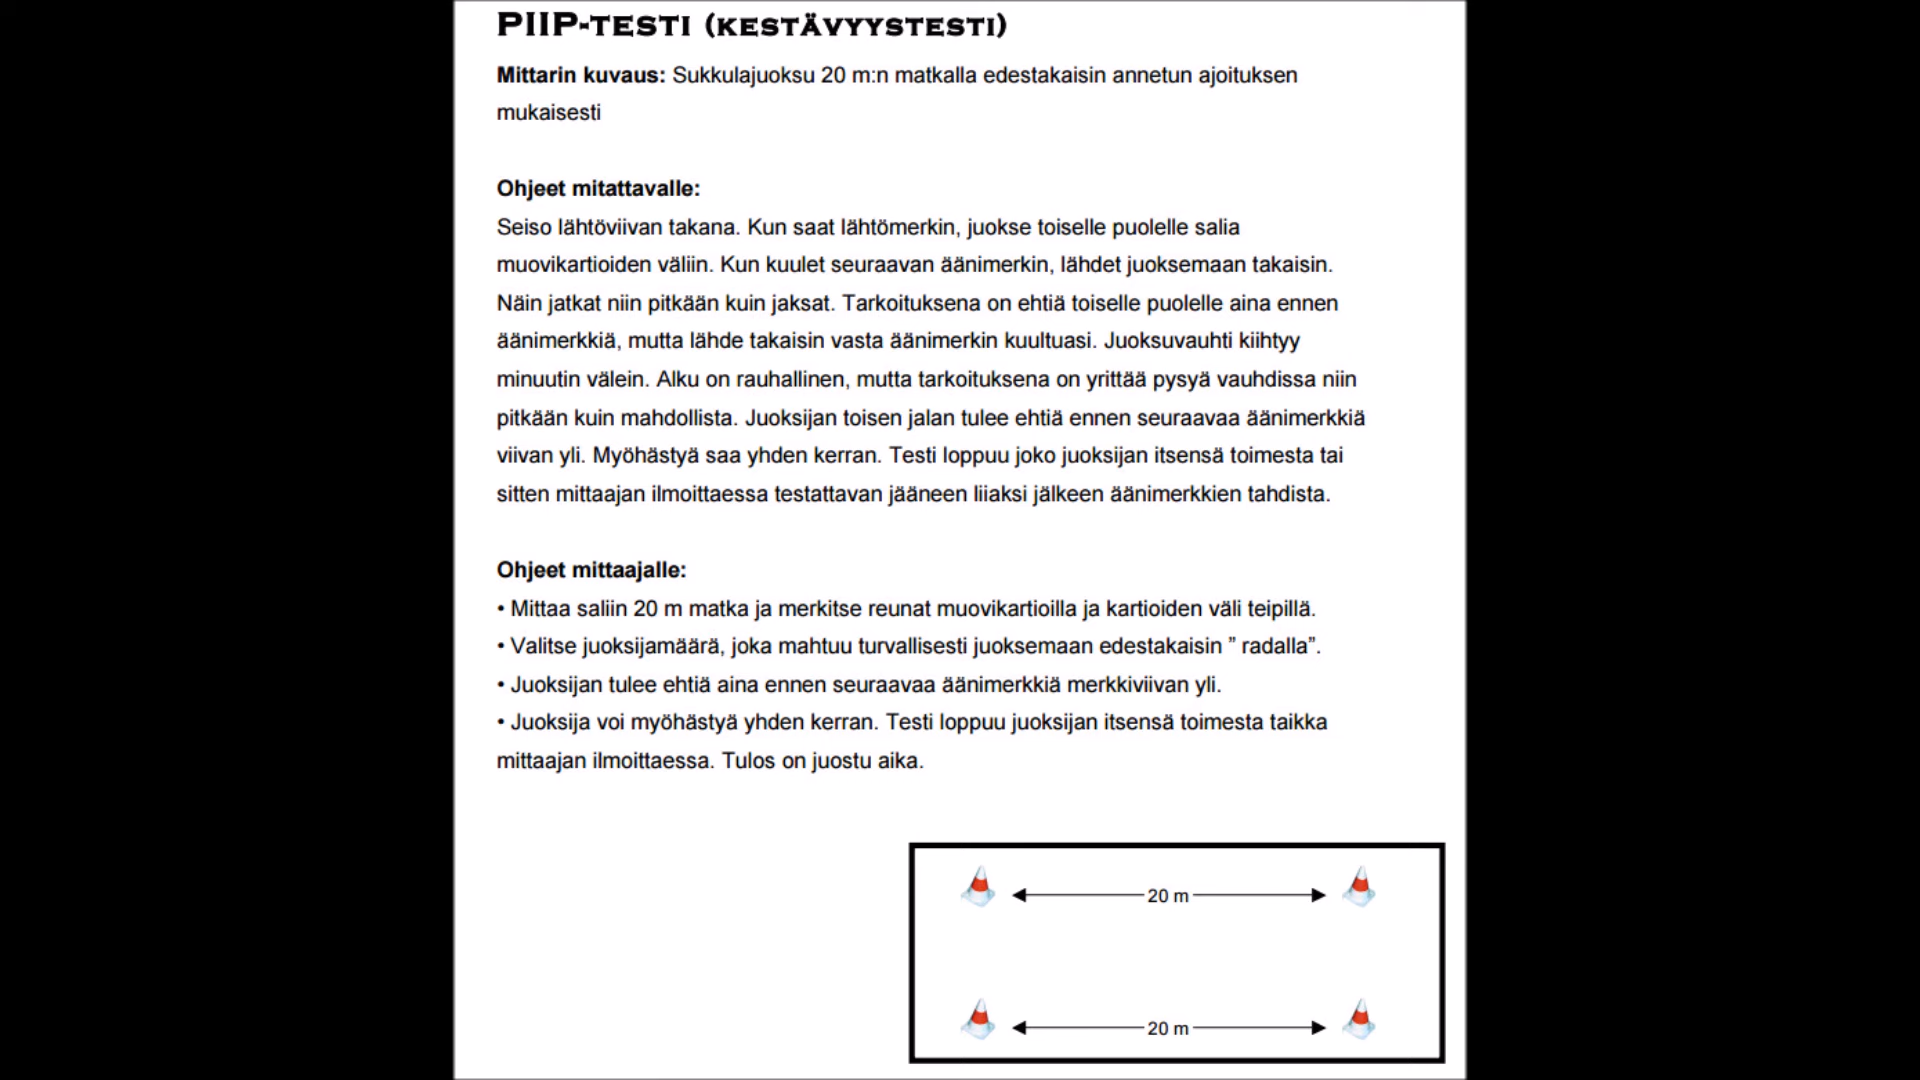 PIIP-TESTI (KESTÄVYYSTESTI)
Mittarin kuvaus: Sukkulajuoksu 20 m:n matkalla edestakaisin annetun ajoituksen
mukaisesti
Ohjeet mitattavalle:
Seiso lähtöviivan takana. Kun saat lähtömerkin, juokse toiselle puolelle salia
muovikartioiden väliin. Kun kuulet seuraavan äänimerkin, lähdet juoksemaan takaisin.
Näin jatkat niin pitkään kuin jaksat. Tarkoituksena on ehtiä toiselle puolelle aina ennen
äänimerkkiä, mutta lähde takaisin vasta äänimerkin kuultuasi. Juoksuvauhti kiihtyy
minuutin välein. Alku on rauhallinen, mutta tarkoituksena on yrittää pysyä vauhdissa niin
pitkään kuin mahdollista. Juoksijan toisen jalan tulee ehtiä ennen seuraavaa äänimerkkiä
viivan yli. Myöhästyä saa yhden kerran. Testi loppuu joko juoksijan itsensä toimesta tai
sitten mittaajan ilmoittaessa testattavan jääneen liiaksi jälkeen äänimerkkien tahdista.
Ohjeet mittaajalle:
• Mittaa saliin 20 m matka ja merkitse reunat muovikartioilla ja kartioiden väli teipillä.
• Valitse juoksijamäärä, joka mahtuu turvallisesti juoksemaan edestakaisin ” radalla”.
• Juoksijan tulee ehtiä aina ennen seuraavaa äänimerkkiä merkkiviivan yli.
• Juoksija voi myöhästyä yhden kerran. Testi loppuu juoksijan itsensä toimesta taikka
mittaajan ilmoittaessa. Tulos on juostu aika.
20 m
20 m